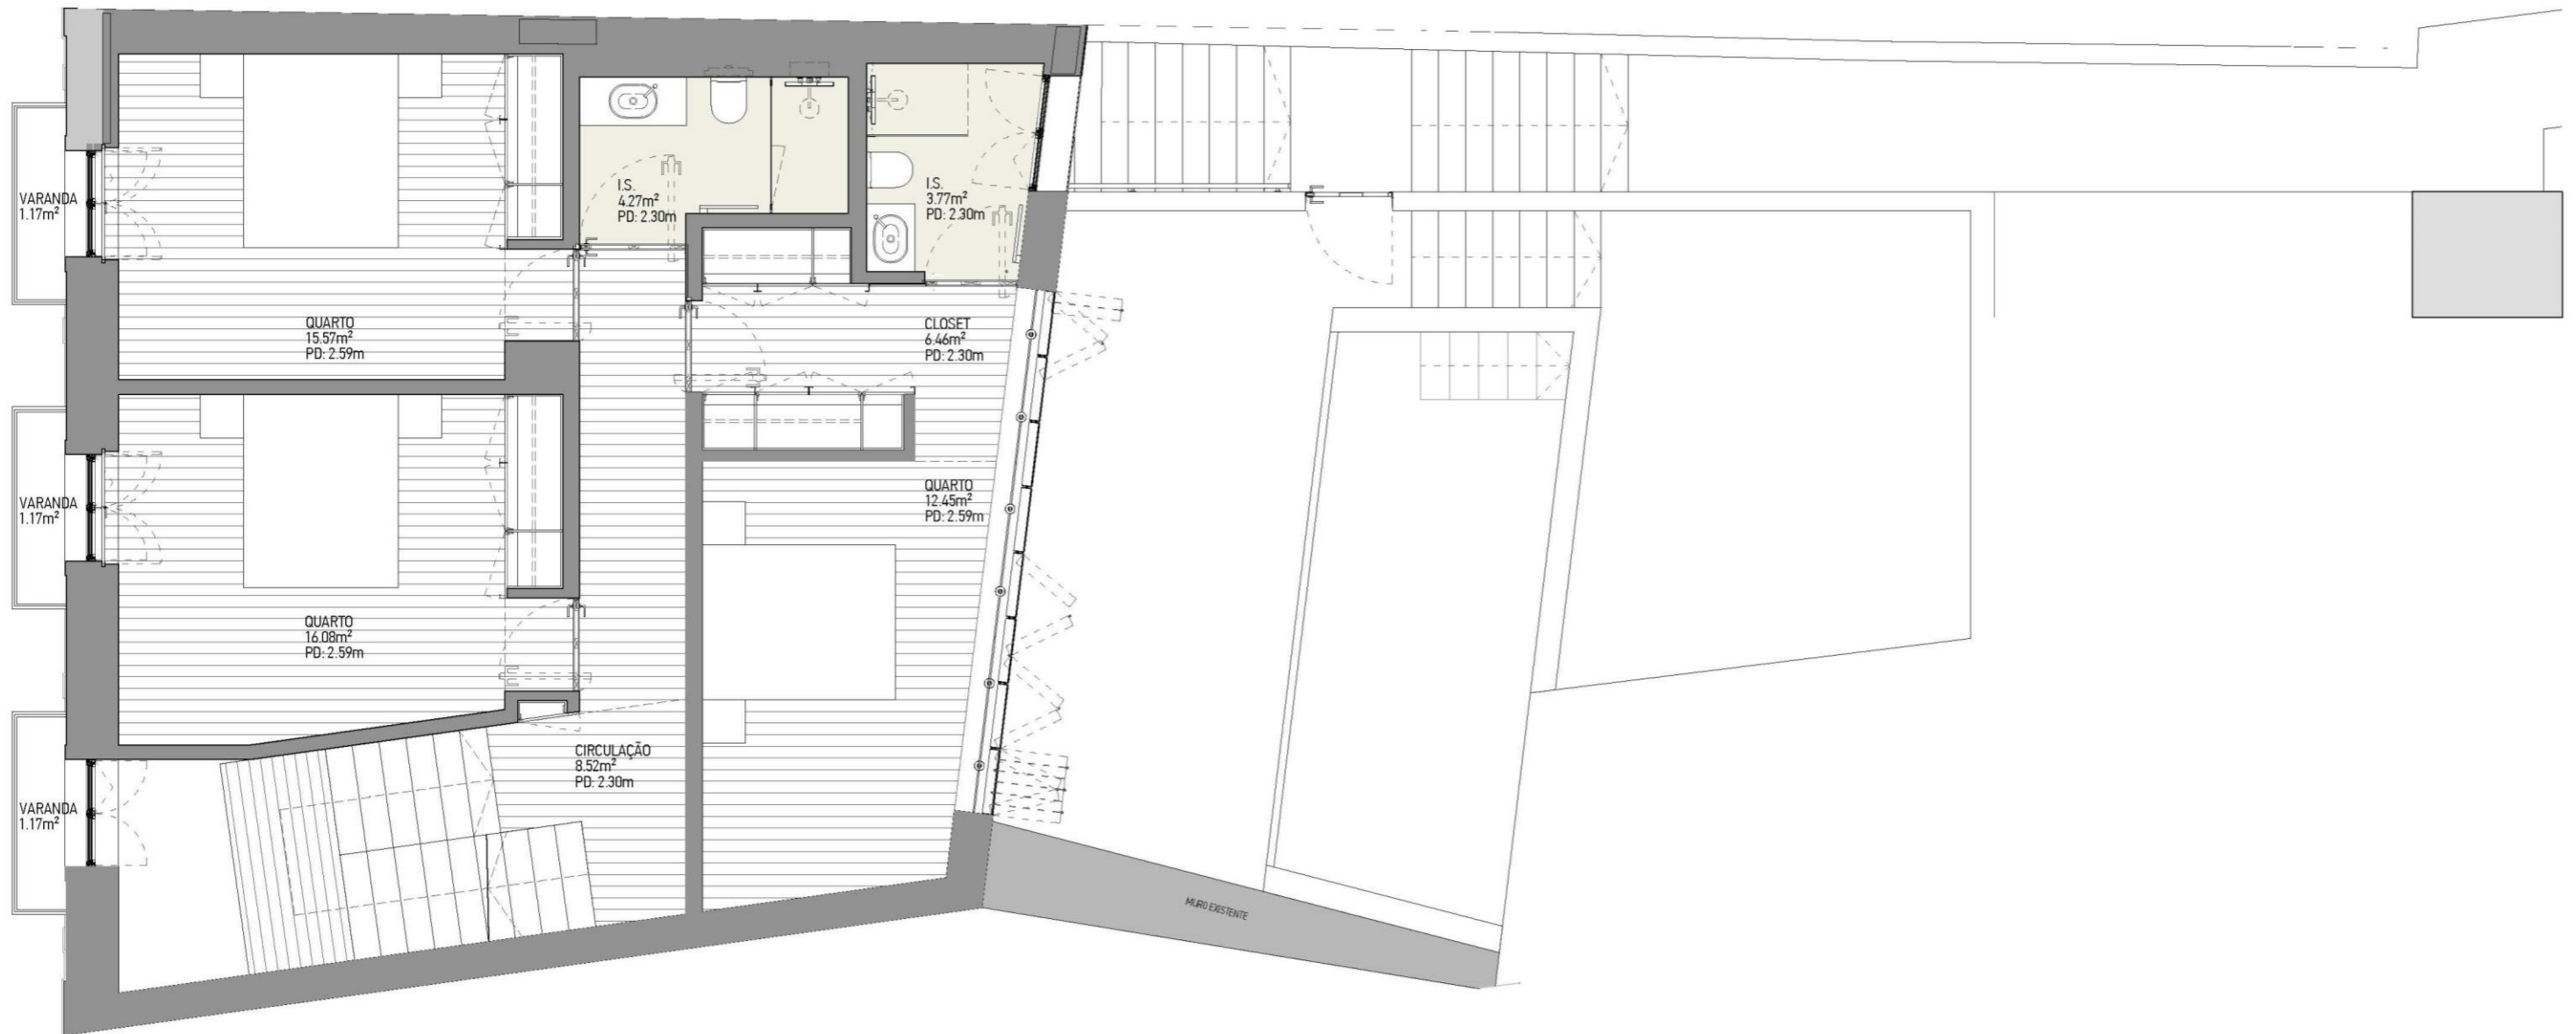 VARANDA
1.17m²
I.S.
4.27m²
PD: 2.30m
I.S.
3.77m²
PD: 2.30m
QUARTO
15.57m²
PD: 2.59m
CLOSET
6.46m²
PD: 2.30m
VARANDA
1.17m²
QUARTO
12.45m²
PD: 2.59m
QUARTO
16.08m²
PD: 2.59m
CIRCULAÇÃO
8.52m²
PD: 2.30m
VARANDA
1.17m²
MURO EXISTENTE